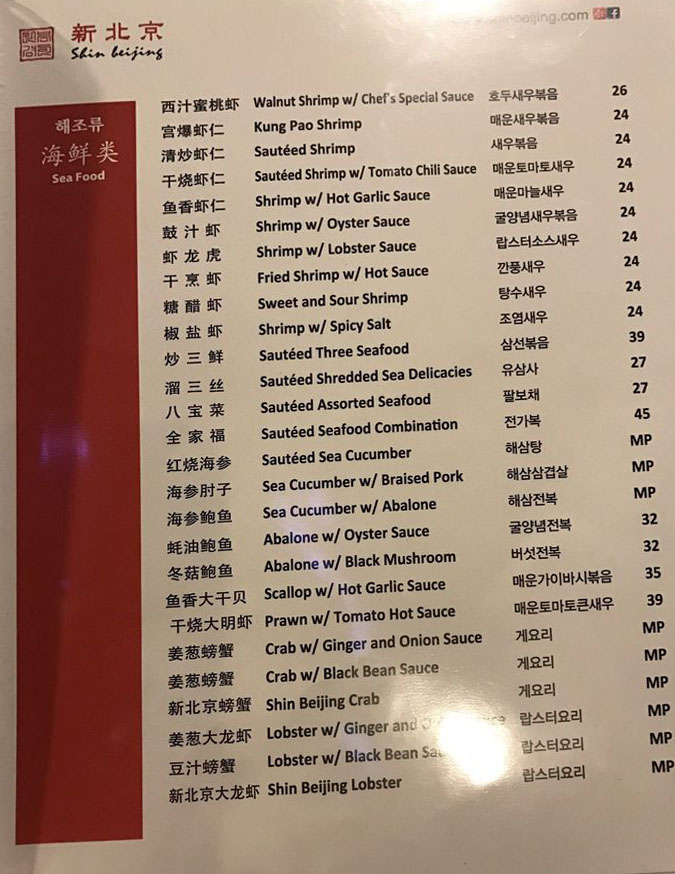 新北京
Shin beijing
beijing.com
해조류
海鲜类
Sea Food
西汁蜜桃虾 Walnut Shrimp w/ Chef's Special Sauce 호두새우볶음 26
宫爆虾仁 Kung Pao Shrimp 매운새우볶음 24
清炒虾仁 Sautéed Shrimp 새우볶음 24
干烧虾仁 Sautéed Shrimp w/ Tomato Chili Sauce 매운토마토새우 24
鱼香虾仁 Shrimp w/ Hot Garlic Sauce 매운마늘새우 24
鼓汁虾 Shrimp w/ Oyster Sauce 굴양념새우볶음 24
虾龙虎 Shrimp w/ Lobster Sauce 랍스터소스새우 24
干烹虾 Fried Shrimp w/ Hot Sauce 깐풍새우 24
糖醋虾 Sweet and Sour Shrimp 탕수새우 24
椒盐虾 Shrimp w/ Spicy Salt 조염새우 24
炒三鲜 Sautéed Three Seafood 삼선볶음 39
溜三丝 Sautéed Shredded Sea Delicacies 유삼사 27
八宝菜 Sautéed Assorted Seafood 팔보채 27
全家福 Sautéed Seafood Combination 전가복 45
红烧海参 Sautéed Sea Cucumber 해삼탕 MP
海参肘子 Sea Cucumber w/ Braised Pork 해삼삼겹살 MP
海参鲍鱼 Sea Cucumber w/ Abalone 해삼전복 MP
蚝油鲍鱼 Abalone w/ Oyster Sauce 굴양념전복 32
冬菇鲍鱼 Abalone w/ Black Mushroom 버섯전복 32
鱼香大干贝 Scallop w/ Hot Garlic Sauce 매운가이바시볶음 35
干烧大明虾 Prawn w/ Tomato Hot Sauce 매운토마토큰새우 39
姜葱螃蟹 Crab w/ Ginger and Onion Sauce 게요리 MP
姜葱螃蟹 Crab w/ Black Bean Sauce 게요리 MP
新北京螃蟹 Shin Beijing Crab 게요리 MP
姜葱大龙虾 Lobster w/ Ginger and 랍스터요리 MP
豆汁螃蟹 Lobster w/ Black Bean 랍스터요리 MP
新北京大龙虾 Shin Beijing Lobster 랍스터요리 MP